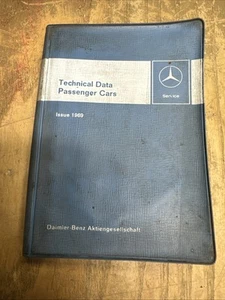 Technical Data
Passenger Cars
Service
Issue 1969
Daimler-Benz Aktiengesellschaft